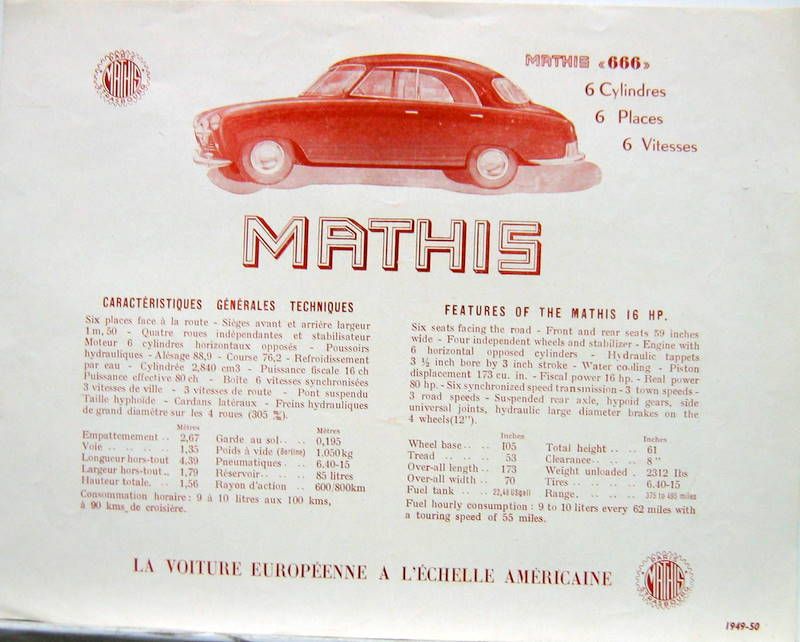 PARIS
MATHIS
STRASBOURG
MATHIS «666»
6 Cylindres
6 Places
6 Vitesses
MATHIS
CARACTÉRISTIQUES GÉNÉRALES TECHNIQUES
Six places face à la route - Sièges avant et arrière largeur
1m,50 - Quatre roues indépendantes et stabilisateur
Moteur 6 cylindres horizontaux opposés - Poussoirs
hydrauliques - Alésage 88,9 - Course 76,2 - Refroidissement
par eau - Cylindrée 2,840 cm3 - Puissance fiscale 16 ch
Puissance effective 80 ch - Boîte 6 vitesses synchronisées
3 vitesses de ville - 3 vitesses de route - Pont suspendu
Taille hyphoïde - Cardans latéraux - Freins hydrauliques
de grand diamètre sur les 4 roues (305 m/m).
Mètres
Empattement .. 2,67
Voie .. .. .. .. 1,35
Longueur hors-tout 4,39
Largeur hors-tout .. 1,79
Hauteur totale. .. 1,56
Mètres
Garde au sol.. .. 0,195
Poids à vide (Berline) 1.050 kg
Pneumatiques .. 6.40-15
Réservoir.. .. .. 85 litres
Rayon d'action .. 600/800km
Consommation horaire : 9 à 10 litres aux 100 kms,
à 90 kms de croisière.
FEATURES OF THE MATHIS 16 HP.
Six seats facing the road - Front and rear seats 59 inches
wide - Four independent wheels and stabilizer - Engine with
6 horizontal opposed cylinders - Hydraulic tappets
3 ½ inch bore by 3 inch stroke - Water cooling - Piston
displacement 173 cu. in. - Fiscal power 16 hp. - Real power
80 hp. - Six synchronized speed transmission - 3 town speeds -
3 road speeds - Suspended rear axle, hypoid gears, side
universal joints, hydraulic large diameter brakes on the
4 wheels(12").
Inches
Wheel base.. .. 105
Tread .. .. .. 53
Over-all length .. 173
Over-all width .. 70
Fuel tank .. .. 22,48 USgall
Inches
Total height .. .. 61
Clearance.. .. .. 8 "
Weight unloaded . 2312 lbs
Tires .. .. .. .. 6.40-15
Range.. .. .. .. 375 to 495 miles
Fuel hourly consumption : 9 to 10 liters every 62 miles with
a touring speed of 55 miles.
LA VOITURE EUROPÉENNE A L'ÉCHELLE AMÉRICAINE
PARIS
MATHIS
STRASBOURG
1949-50